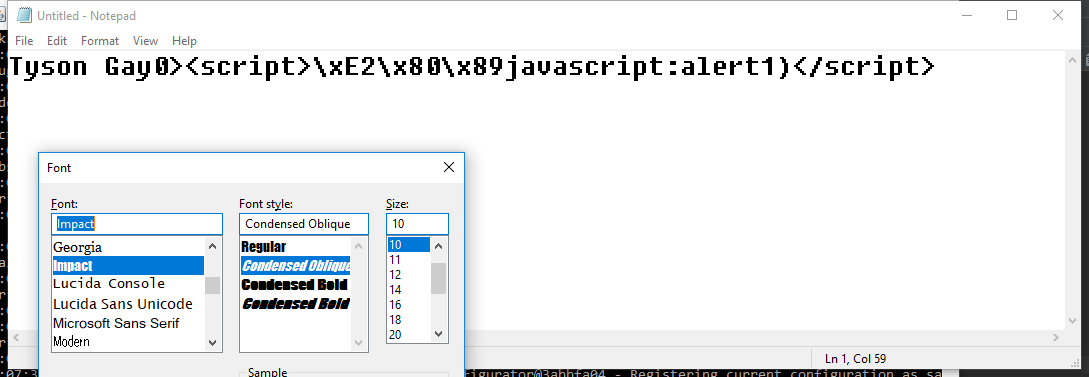 Untitled - Notepad
File Edit Format View Help
Tyson Gay0><script>\xE2\x80\x89javascript:alert1)</script>
Font
Font: Font style: Size:
Impact Condensed Oblique 10
Georgia Regular 10
Impact Condensed Oblique 11
Lucida Console Condensed Bold 12
Lucida Sans Unicode Condensed Bold 14
Microsoft Sans Serif 16
Modern 18
20
Ln 1, Col 59
Sample
- Registering current configuration as sa